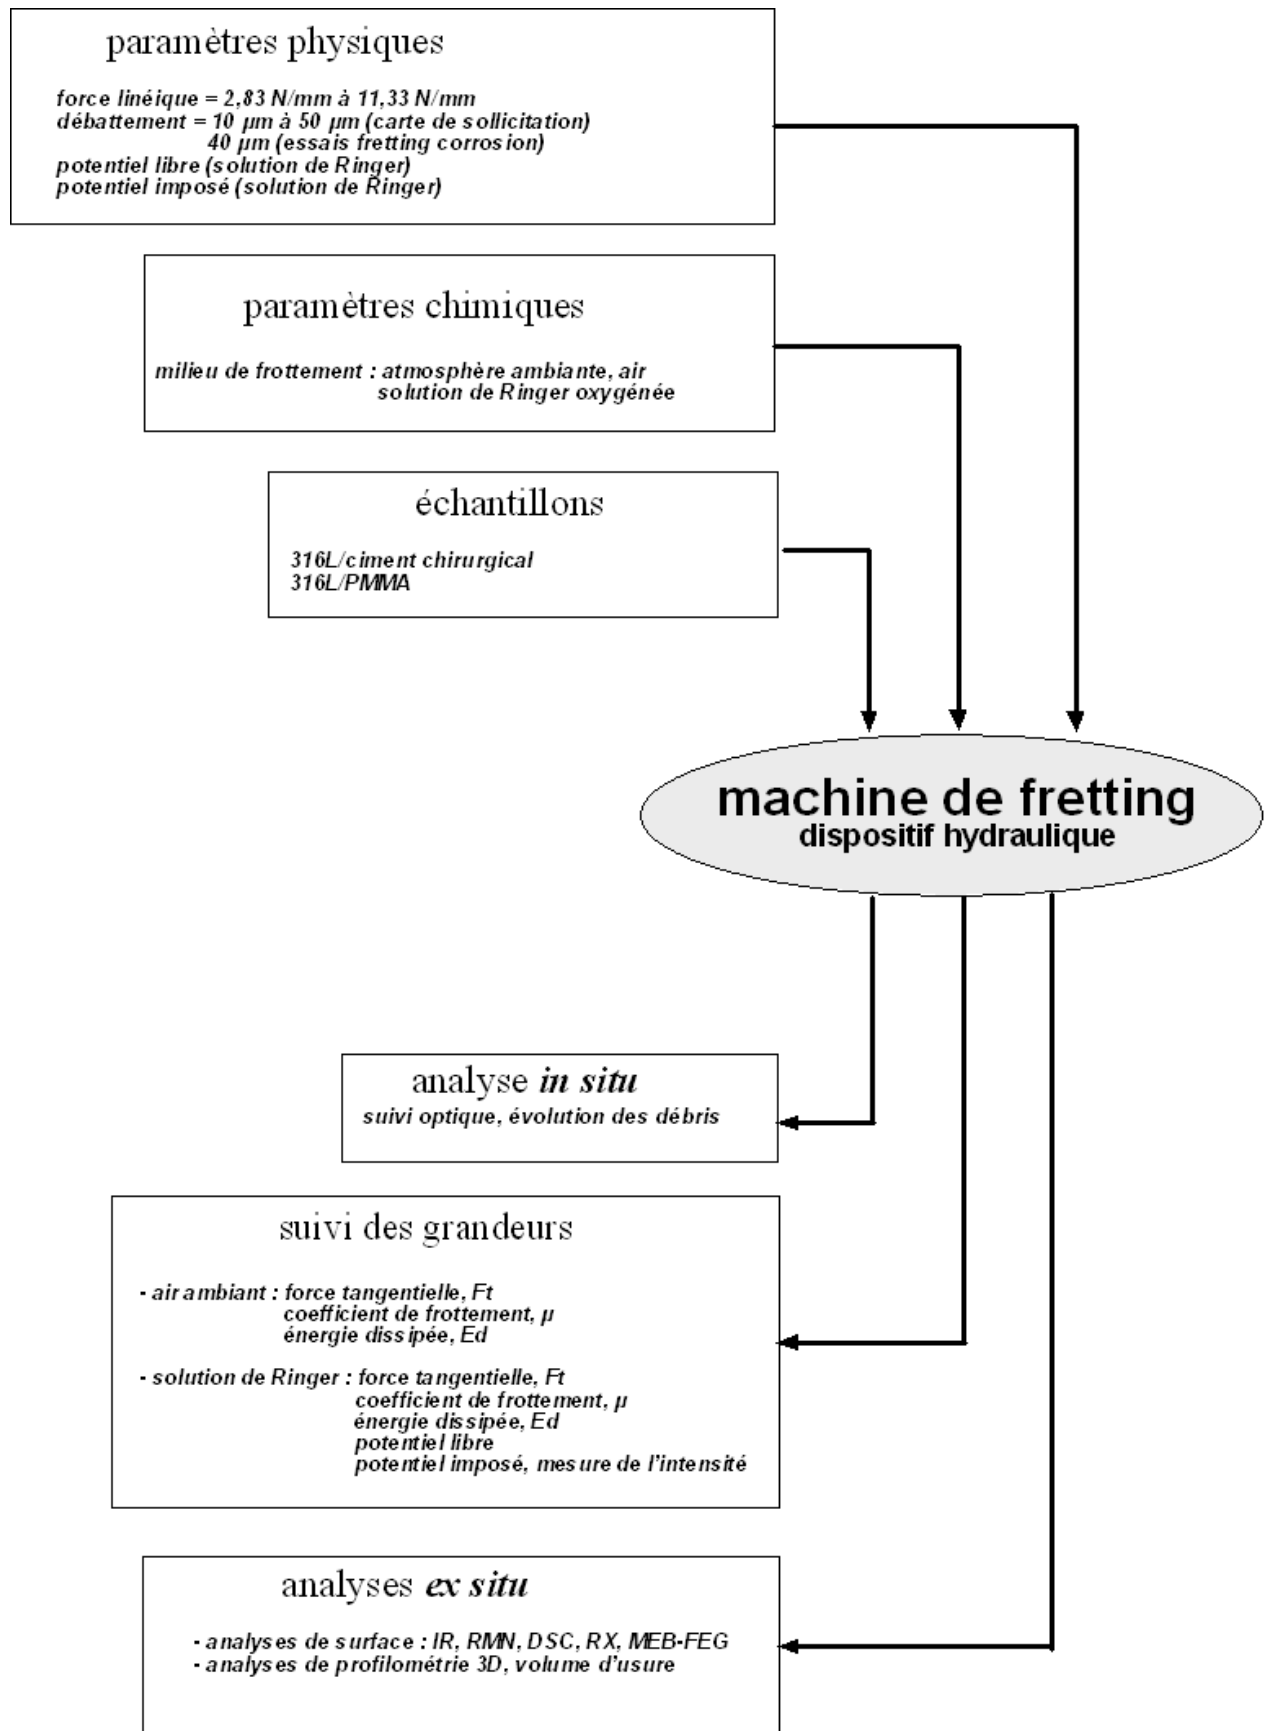 paramètres physiques
force linéique = 2,83 N/mm à 11,33 N/mm
débattement = 10 µm à 50 µm (carte de sollicitation)
40 µm (essais fretting corrosion)
potentiel libre (solution de Ringer)
potentiel imposé (solution de Ringer)
paramètres chimiques
milieu de frottement : atmosphère ambiante, air
solution de Ringer oxygénée
échantillons
316L/ciment chirurgical
316L/PMMA
machine de fretting
dispositif hydraulique
analyse in situ
suivi optique, évolution des débris
suivi des grandeurs
- air ambiant : force tangentielle, Ft
coefficient de frottement, µ
énergie dissipée, Ed
- solution de Ringer : force tangentielle, Ft
coefficient de frottement, µ
énergie dissipée, Ed
potentiel libre
potentiel imposé, mesure de l'intensité
analyses ex situ
- analyses de surface : IR, RMN, DSC, RX, MEB-FEG
- analyses de profilométrie 3D, volume d'usure